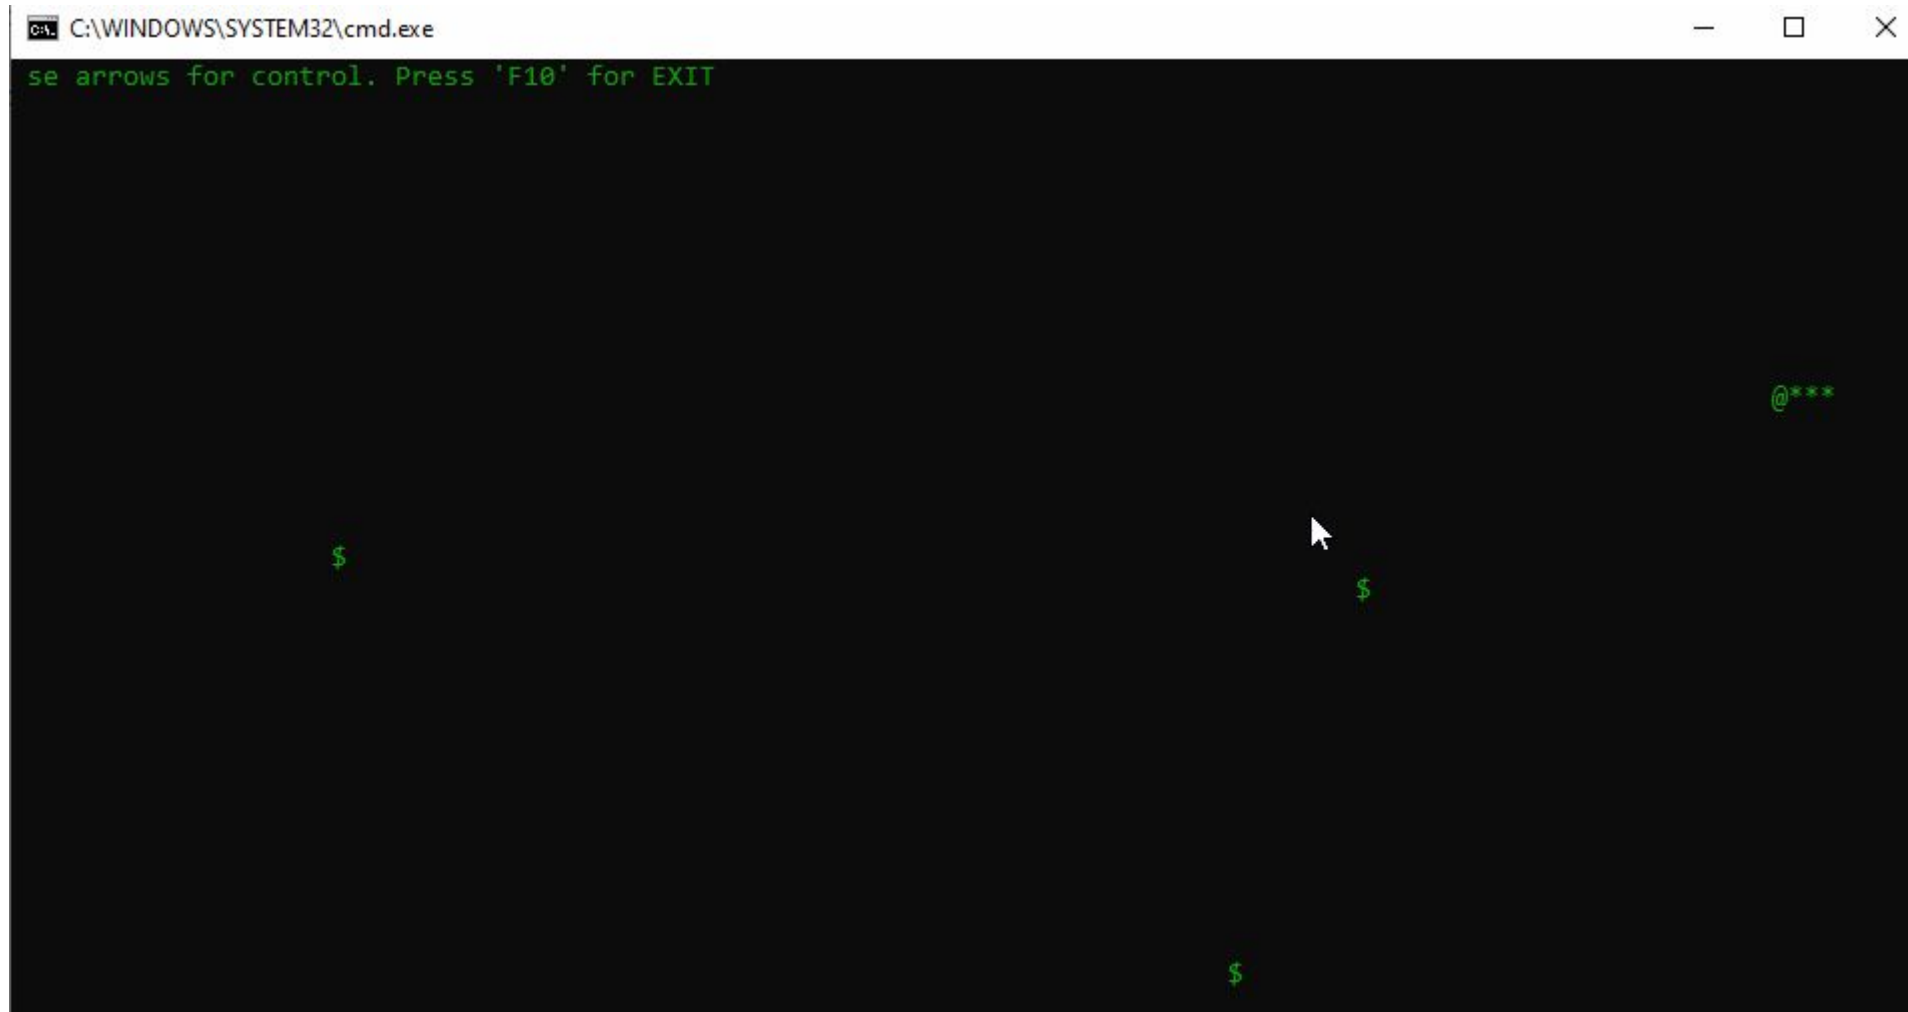 C:\WINDOWS\SYSTEM32\cmd.exe
se arrows for control. Press 'F10' for EXIT
@***
$
$
$